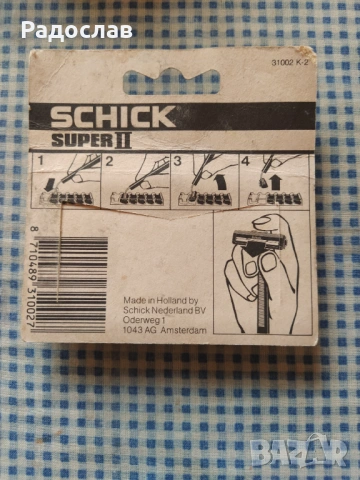 Радослав
31002 K-2
SCHICK
SUPER II
1 2 3 4
8 710489 310027
Made in Holland by
Schick Nederland BV
Oderweg 1
1043 AG Amsterdam
BAZAR